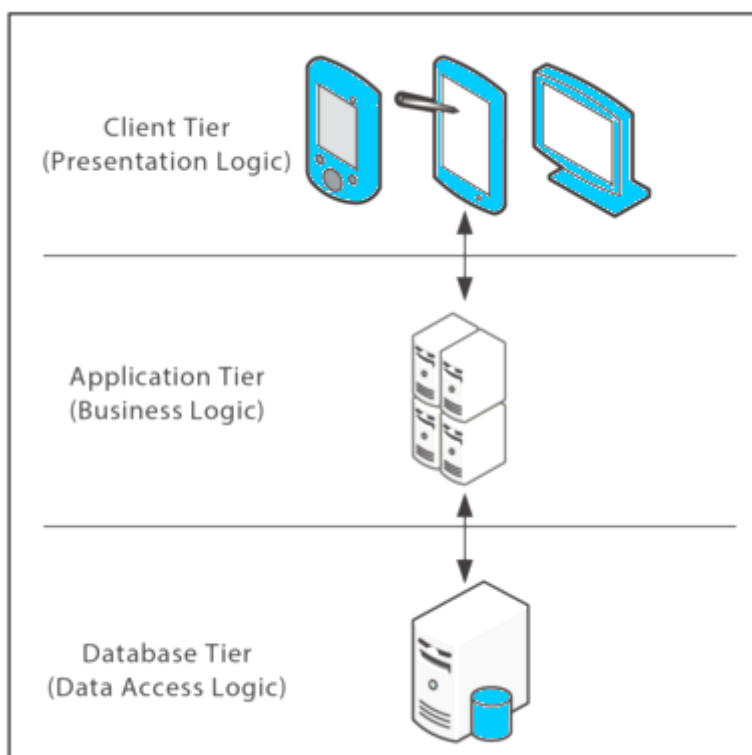 Client Tier
(Presentation Logic)
Application Tier
(Business Logic)
Database Tier
(Data Access Logic)